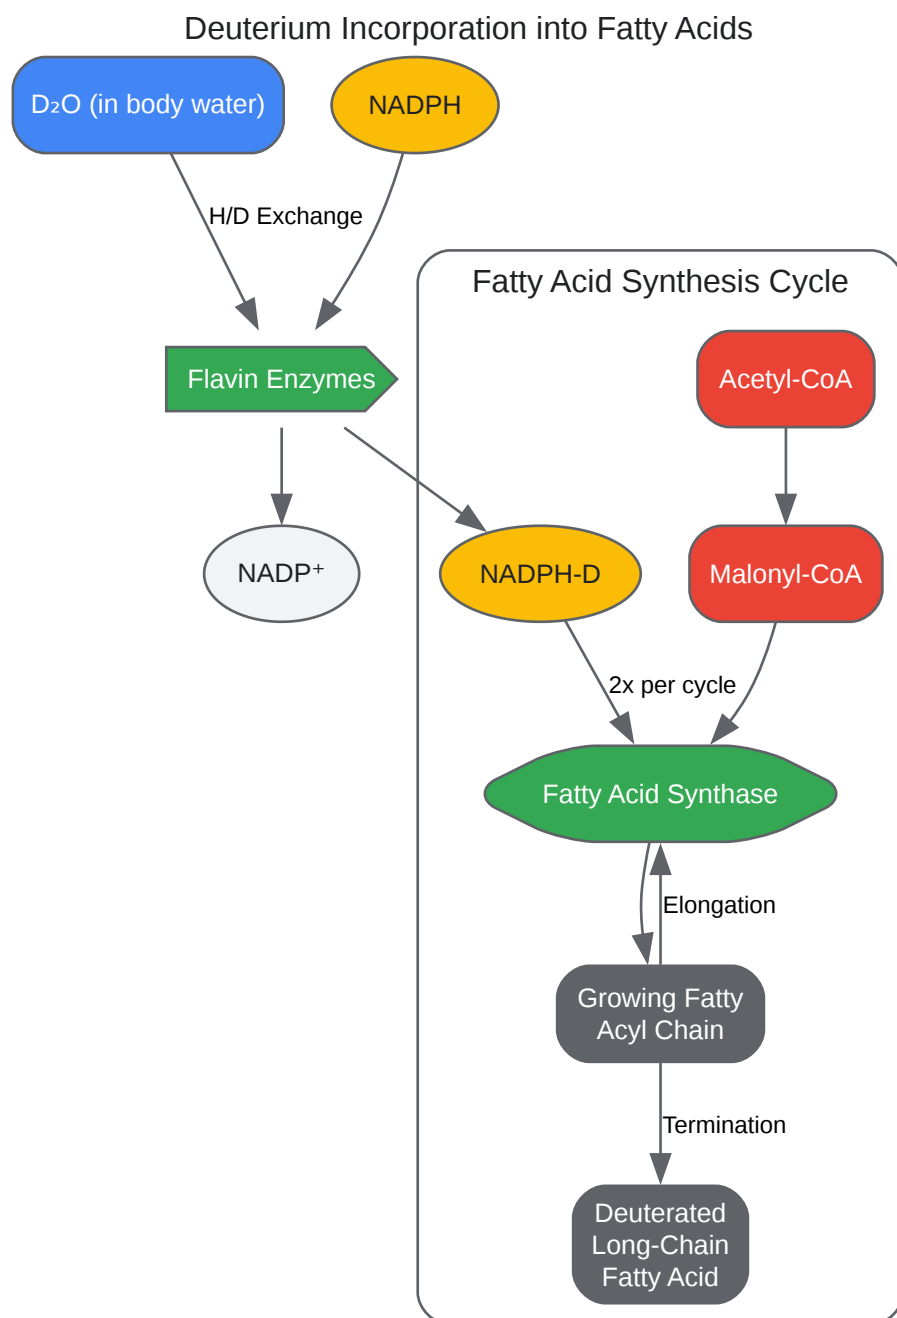 Deuterium Incorporation into Fatty Acids
D₂O (in body water)
NADPH
H/D Exchange
Fatty Acid Synthesis Cycle
Flavin Enzymes
Acetyl-CoA
NADP⁺
NADPH-D
Malonyl-CoA
2x per cycle
Fatty Acid Synthase
Elongation
Growing Fatty
Acyl Chain
Termination
Deuterated
Long-Chain
Fatty Acid